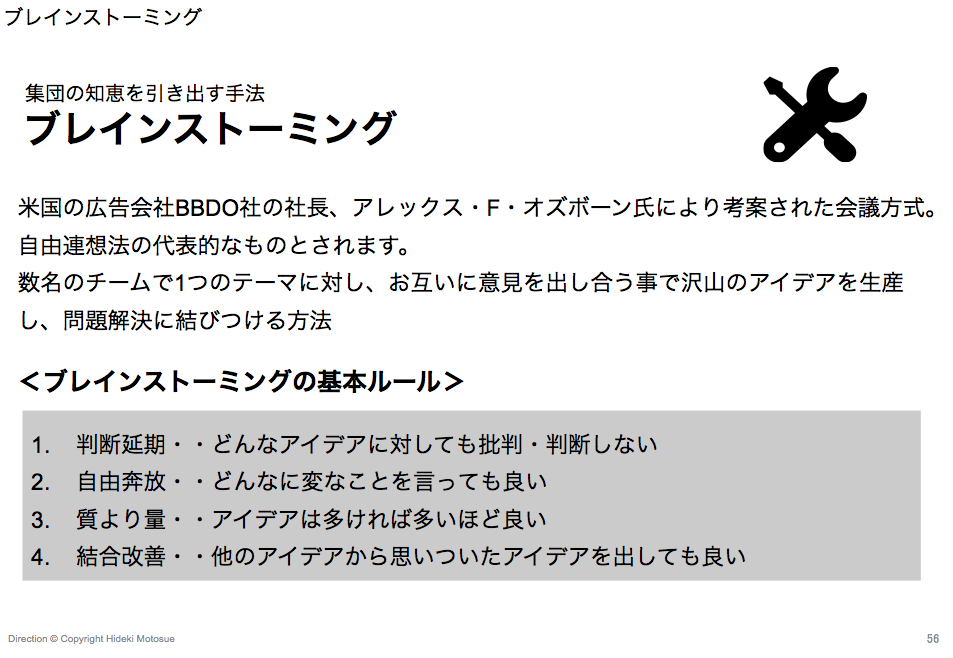 ブレインストーミング
集団の知恵を引き出す手法
ブレインストーミング
米国の広告会社BBDO社の社長、アレックス・F・オズボーン氏により考案された会議方式。
自由連想法の代表的なものとされます。
数名のチームで1つのテーマに対し、お互いに意見を出し合う事で沢山のアイデアを生産
し、問題解決に結びつける方法
＜ブレインストーミングの基本ルール＞
1. 判断延期・・どんなアイデアに対しても批判・判断しない
2. 自由奔放・・どんなに変なことを言っても良い
3. 質より量・・アイデアは多ければ多いほど良い
4. 結合改善・・他のアイデアから思いついたアイデアを出しても良い
Direction © Copyright Hideki Motosue
56